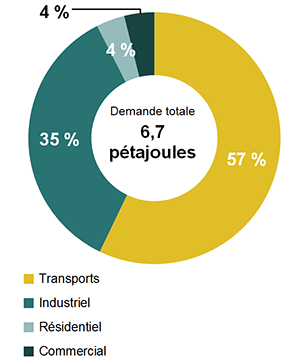 4 %
4 %
35 %
Demande totale
6,7
pétajoules
57 %
Transports
Industriel
Résidentiel
Commercial